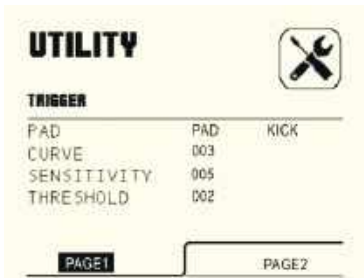 UTILITY
TRIGGER
PAD PAD KICK
CURVE 003
SENSITIVITY 005
THRESHOLD 002
PAGE1 PAGE2